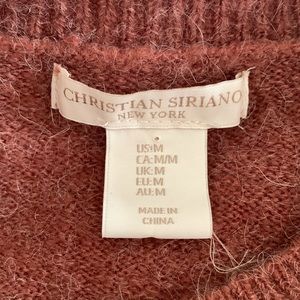 CHRISTIAN SIRIANO
NEW YORK
US:M
CA:M/M
UK:M
EU:M
AU:M
MADE IN
CHINA